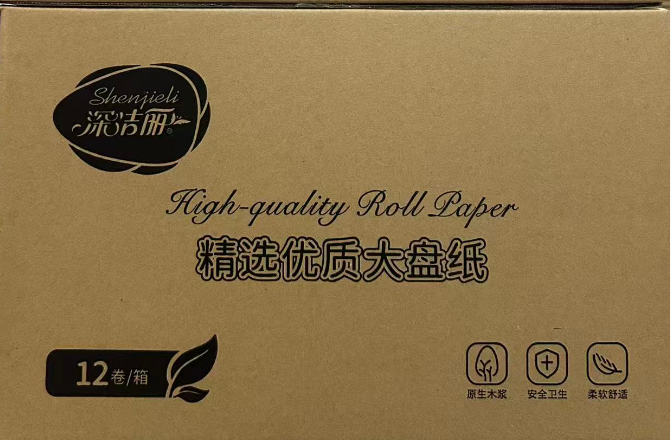 Shenjieli
深洁丽®
High-quality Roll Paper
精选优质大盘纸
12卷/箱
原生木浆 安全卫生 柔软舒适